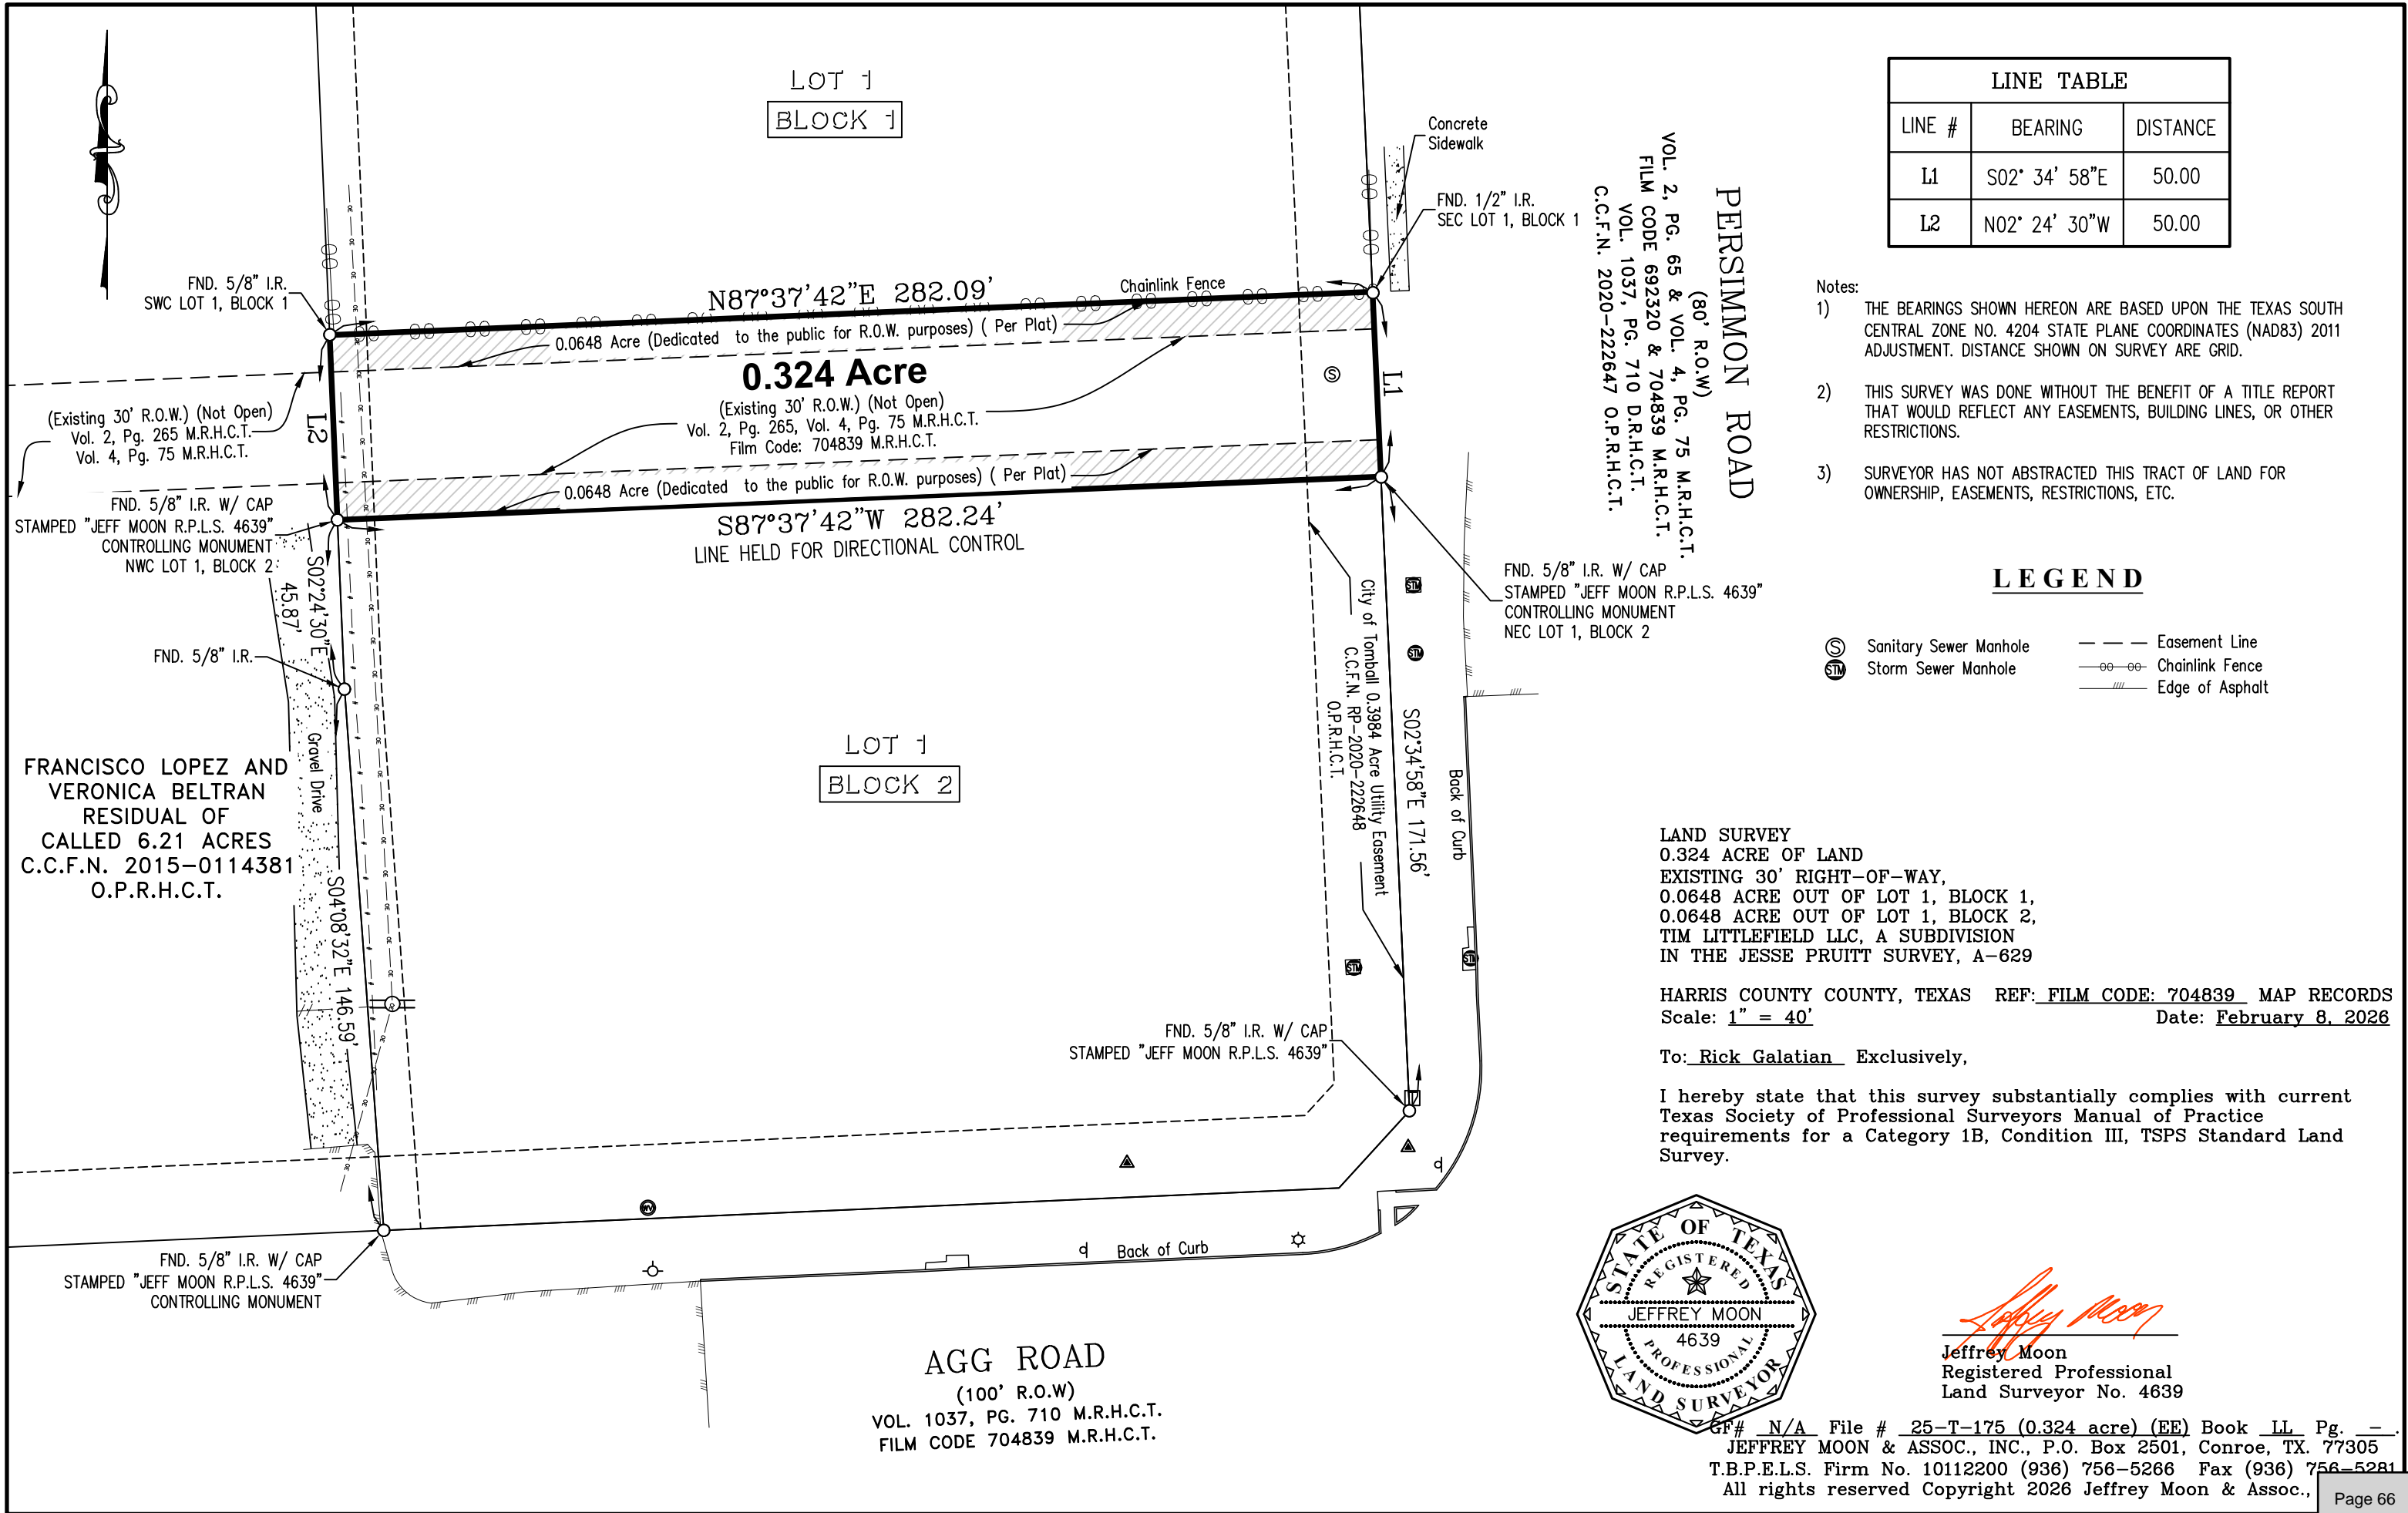 LOT 1
BLOCK 1
Concrete
Sidewalk
FND. 1/2" I.R.
SEC LOT 1, BLOCK 1
FND. 5/8" I.R.
SWC LOT 1, BLOCK 1
N87°37'42"E 282.09'
Chainlink Fence
0.0648 Acre (Dedicated to the public for R.O.W. purposes) ( Per Plat)
0.324 Acre
(Existing 30' R.O.W.) (Not Open)
Vol. 2, Pg. 265, Vol. 4, Pg. 75 M.R.H.C.T.
Film Code: 704839 M.R.H.C.T.
(Existing 30' R.O.W.) (Not Open)
Vol. 2, Pg. 265 M.R.H.C.T.
Vol. 4, Pg. 75 M.R.H.C.T.
L2
L1
S
0.0648 Acre (Dedicated to the public for R.O.W. purposes) ( Per Plat)
S87°37'42"W 282.24'
LINE HELD FOR DIRECTIONAL CONTROL
FND. 5/8" I.R. W/ CAP
STAMPED "JEFF MOON R.P.L.S. 4639"
CONTROLLING MONUMENT
NWC LOT 1, BLOCK 2
S02°24'30"E
45.87'
FND. 5/8" I.R.
Gravel Drive
S04°08'32"E 146.59'
FRANCISCO LOPEZ AND
VERONICA BELTRAN
RESIDUAL OF
CALLED 6.21 ACRES
C.C.F.N. 2015-0114381
O.P.R.H.C.T.
LOT 1
BLOCK 2
PERSIMMON ROAD
(80' R.O.W)
VOL. 2, PG. 65 & VOL. 4, PG. 75 M.R.H.C.T.
FILM CODE 692320 & 704839 M.R.H.C.T.
VOL. 1037, PG. 710 D.R.H.C.T.
C.C.F.N. 2020-222647 O.P.R.H.C.T.
FND. 5/8" I.R. W/ CAP
STAMPED "JEFF MOON R.P.L.S. 4639"
CONTROLLING MONUMENT
NEC LOT 1, BLOCK 2
City of Tomball 0.3984 Acre Utility Easement
C.C.F.N. RP-2020-222648
O.P.R.H.C.T.
STM
STM
S02°34'58"E 171.56'
Back of Curb
STM
STM
FND. 5/8" I.R. W/ CAP
STAMPED "JEFF MOON R.P.L.S. 4639"
WV
Back of Curb
FND. 5/8" I.R. W/ CAP
STAMPED "JEFF MOON R.P.L.S. 4639"
CONTROLLING MONUMENT
AGG ROAD
(100' R.O.W)
VOL. 1037, PG. 710 M.R.H.C.T.
FILM CODE 704839 M.R.H.C.T.
LINE TABLE
LINE # BEARING DISTANCE
L1 S02° 34' 58"E 50.00
L2 N02° 24' 30"W 50.00
Notes:
1) THE BEARINGS SHOWN HEREON ARE BASED UPON THE TEXAS SOUTH
CENTRAL ZONE NO. 4204 STATE PLANE COORDINATES (NAD83) 2011
ADJUSTMENT. DISTANCE SHOWN ON SURVEY ARE GRID.
2) THIS SURVEY WAS DONE WITHOUT THE BENEFIT OF A TITLE REPORT
THAT WOULD REFLECT ANY EASEMENTS, BUILDING LINES, OR OTHER
RESTRICTIONS.
3) SURVEYOR HAS NOT ABSTRACTED THIS TRACT OF LAND FOR
OWNERSHIP, EASEMENTS, RESTRICTIONS, ETC.
LEGEND
S Sanitary Sewer Manhole
STM Storm Sewer Manhole
Easement Line
Chainlink Fence
Edge of Asphalt
LAND SURVEY
0.324 ACRE OF LAND
EXISTING 30' RIGHT-OF-WAY,
0.0648 ACRE OUT OF LOT 1, BLOCK 1,
0.0648 ACRE OUT OF LOT 1, BLOCK 2,
TIM LITTLEFIELD LLC, A SUBDIVISION
IN THE JESSE PRUITT SURVEY, A-629
HARRIS COUNTY COUNTY, TEXAS REF: FILM CODE: 704839 MAP RECORDS
Scale: 1" = 40' Date: February 8, 2026
To: Rick Galatian Exclusively,
I hereby state that this survey substantially complies with current
Texas Society of Professional Surveyors Manual of Practice
requirements for a Category 1B, Condition III, TSPS Standard Land
Survey.
STATE OF TEXAS
REGISTERED
JEFFREY MOON
4639
PROFESSIONAL
LAND SURVEYOR
Jeffrey Moon
Jeffrey Moon
Registered Professional
Land Surveyor No. 4639
GF# N/A File # 25-T-175 (0.324 acre) (EE) Book LL Pg. - .
JEFFREY MOON & ASSOC., INC., P.O. Box 2501, Conroe, TX. 77305
T.B.P.E.L.S. Firm No. 10112200 (936) 756-5266 Fax (936) 756-5281
All rights reserved Copyright 2026 Jeffrey Moon & Assoc.,
Page 66